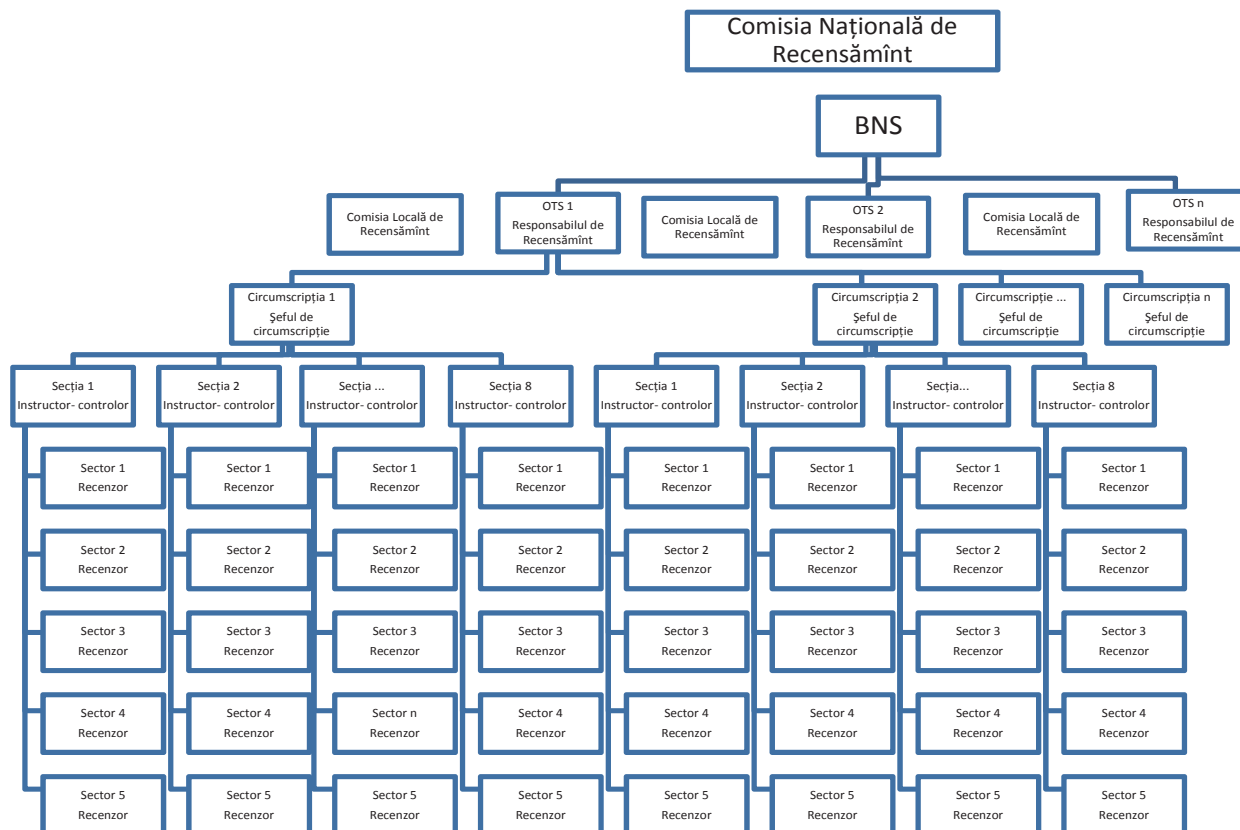 Comisia Națională de
Recensămînt
BNS
Comisia Locală de
Recensămînt
OTS 1
Responsabilul de
Recensămînt
Comisia Locală de
Recensămînt
OTS 2
Responsabilul de
Recensămînt
Comisia Locală de
Recensămînt
OTS n
Responsabilul de
Recensămînt
Circumscripția 1
Şeful de
circumscripție
Circumscripția 2
Şeful de
circumscripție
Circumscripție ...
Şeful de
circumscripție
Circumscripția n
Şeful de
circumscripție
Secția 1
Instructor- controlor
Secția 2
Instructor- controlor
Secția ...
Instructor- controlor
Secția 8
Instructor- controlor
Secția 1
Instructor- controlor
Secția 2
Instructor- controlor
Secția...
Instructor- controlor
Secția 8
Instructor- controlor
Sector 1
Recenzor
Sector 1
Recenzor
Sector 1
Recenzor
Sector 1
Recenzor
Sector 1
Recenzor
Sector 1
Recenzor
Sector 1
Recenzor
Sector 1
Recenzor
Sector 2
Recenzor
Sector 2
Recenzor
Sector 2
Recenzor
Sector 2
Recenzor
Sector 2
Recenzor
Sector 2
Recenzor
Sector 2
Recenzor
Sector 2
Recenzor
Sector 3
Recenzor
Sector 3
Recenzor
Sector 3
Recenzor
Sector 3
Recenzor
Sector 3
Recenzor
Sector 3
Recenzor
Sector 3
Recenzor
Sector 3
Recenzor
Sector 4
Recenzor
Sector 4
Recenzor
Sector n
Recenzor
Sector 4
Recenzor
Sector 4
Recenzor
Sector 4
Recenzor
Sector 4
Recenzor
Sector 4
Recenzor
Sector 5
Recenzor
Sector 5
Recenzor
Sector 5
Recenzor
Sector 5
Recenzor
Sector 5
Recenzor
Sector 5
Recenzor
Sector 5
Recenzor
Sector 5
Recenzor